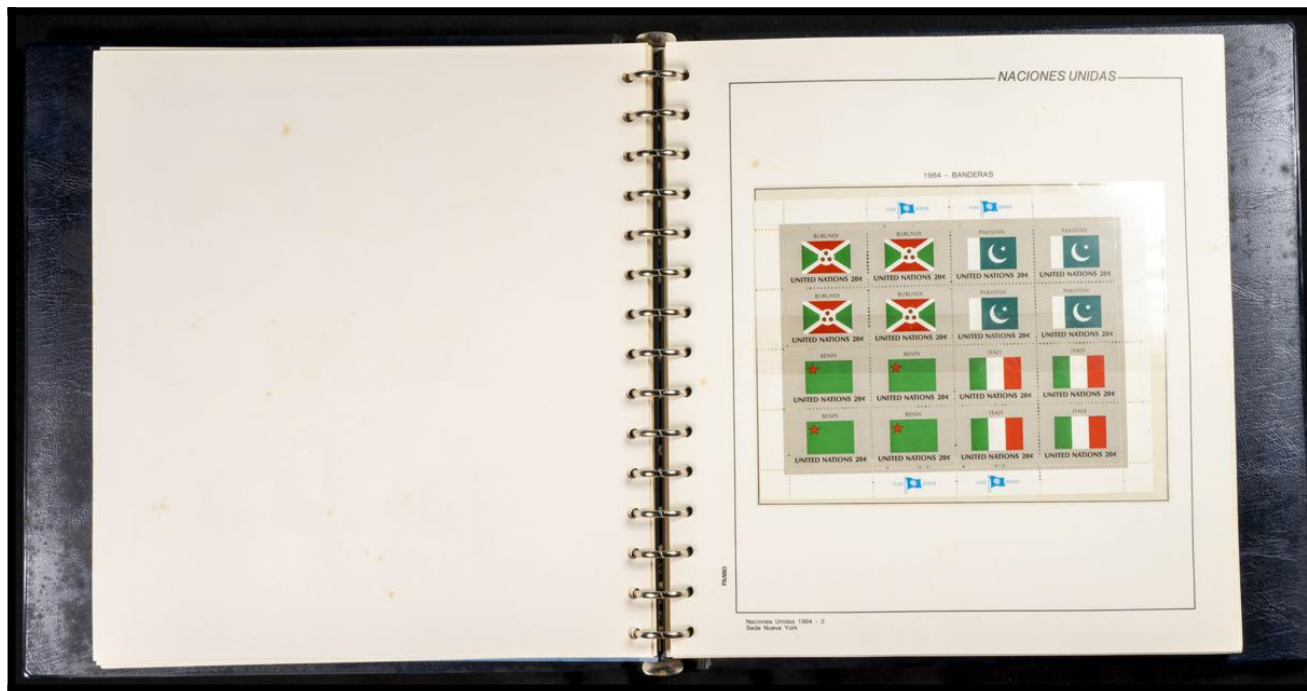 NACIONES UNIDAS
1984 - BANDERAS
BURUNDI BURUNDI PAKISTAN PAKISTAN
UNITED NATIONS 20¢ UNITED NATIONS 20¢ UNITED NATIONS 20¢ UNITED NATIONS 20¢
BURUNDI BURUNDI PAKISTAN PAKISTAN
UNITED NATIONS 20¢ UNITED NATIONS 20¢ UNITED NATIONS 20¢ UNITED NATIONS 20¢
BENIN BENIN ITALY ITALY
UNITED NATIONS 20¢ UNITED NATIONS 20¢ UNITED NATIONS 20¢ UNITED NATIONS 20¢
BENIN BENIN ITALY ITALY
UNITED NATIONS 20¢ UNITED NATIONS 20¢ UNITED NATIONS 20¢ UNITED NATIONS 20¢
Naciones Unidas 1984 - 2
Sede Nueva York